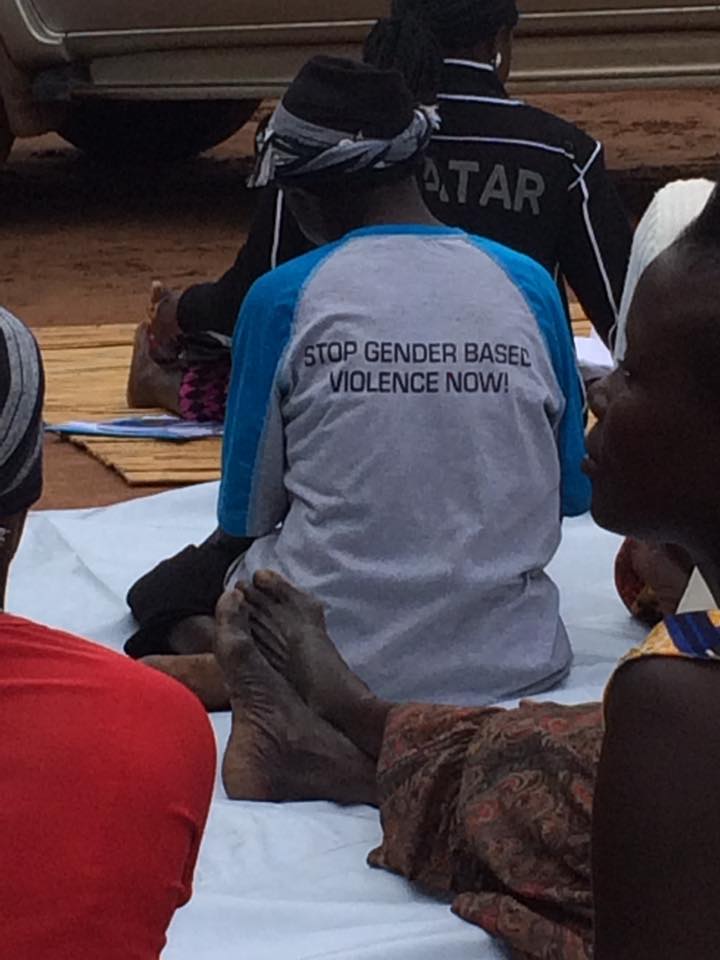 ATAR
STOP GENDER BASED
VIOLENCE NOW!